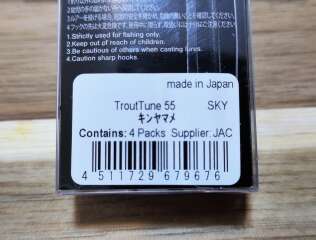 1.Strictly used for fishing only.
2.Keep out of reach of children.
3.Be cautious of others when casting lures.
4.Caution sharp hooks.
made in Japan
TroutTune 55 SKY
キンヤマメ
Contains: 4 Packs Supplier: JAC
4 511729 679676